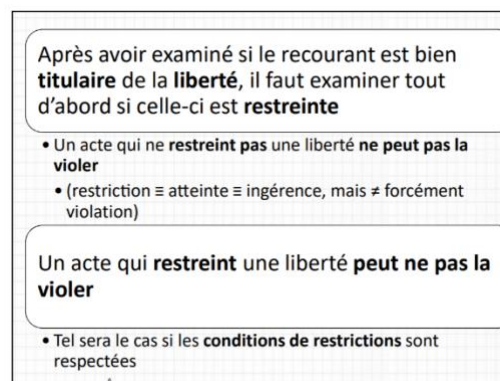 Après avoir examiné si le recourant est bien
titulaire de la liberté, il faut examiner tout
d'abord si celle-ci est restreinte
• Un acte qui ne restreint pas une liberté ne peut pas la
violer
• (restriction ≡ atteinte ≡ ingérence, mais ≠ forcément
violation)
Un acte qui restreint une liberté peut ne pas la
violer
• Tel sera le cas si les conditions de restrictions sont
respectées